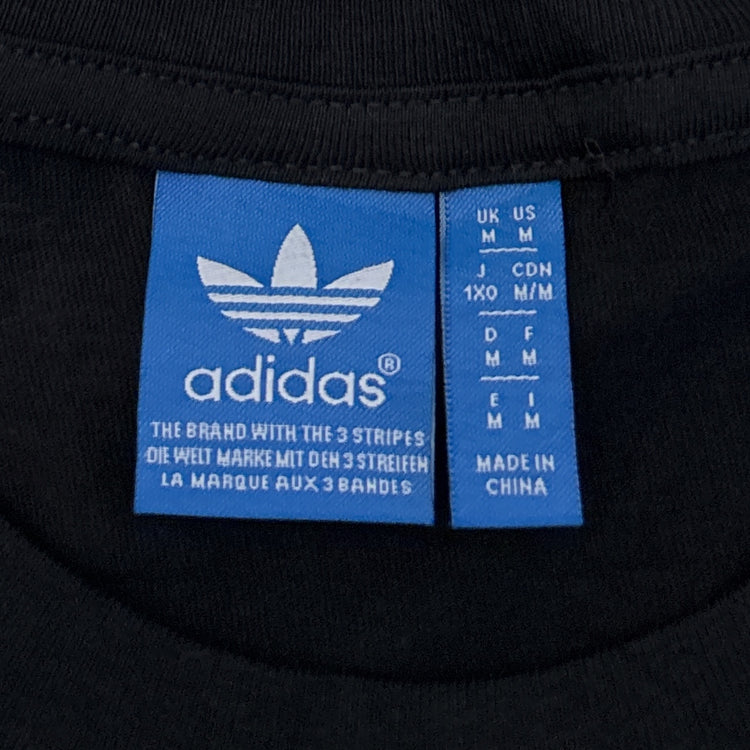 adidas®
THE BRAND WITH THE 3 STRIPES
DIE WELT MARKE MIT DEN 3 STREIFEN
LA MARQUE AUX 3 BANDES
UK US
M M
J CDN
1XO M/M
D F
M M
E I
M M
MADE IN
CHINA